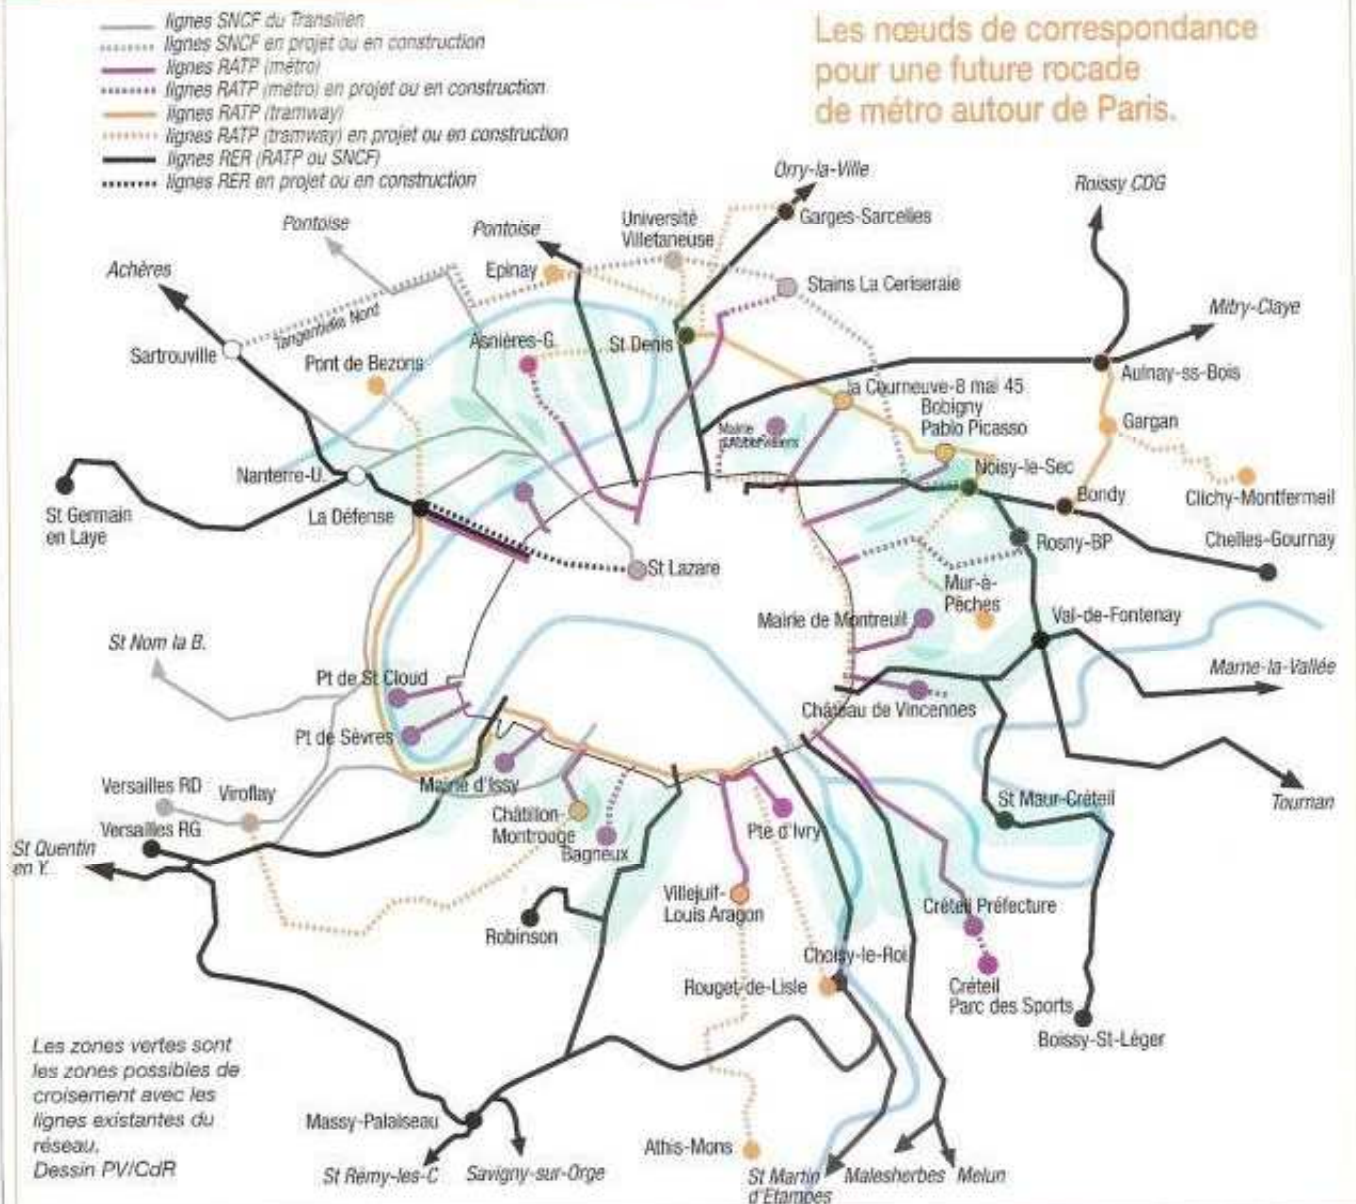 lignes SNCF du Transilien
lignes SNCF en projet ou en construction
lignes RATP (métro)
lignes RATP (métro) en projet ou en construction
lignes RATP (tramway)
lignes RATP (tramway) en projet ou en construction
lignes RER (RATP ou SNCF)
lignes RER en projet ou en construction
Les nœuds de correspondance
pour une future rocade
de métro autour de Paris.
Orry-la-Ville
Roissy CDG
Pontoise
Pontoise
Université
Villetaneuse
Garges-Sarcelles
Achères
Epinay
Stains La Ceriseraie
Mitry-Claye
Tangentielle Nord
Sartrouville
Pont de Bezons
Asnières-G.
St Denis
Aulnay-ss-Bois
la Courneuve-8 mai 45
Bobigny
Pablo Picasso
Gargan
Mairie
Nanterre-U.
Noisy-le-Sec
Bondy
Clichy-Montfermeil
St Germain
en Laye
La Défense
Rosny-BP
Chelles-Gournay
St Lazare
Mur-à-
Pêches
Mairie de Montreuil
Val-de-Fontenay
St Nom la B.
Marne-la-Vallée
Pt de St Cloud
Château de Vincennes
Pt de Sèvres
Versailles RD
Viroflay
Mairie d'Issy
St Maur-Créteil
Tournan
Versailles RG
Châtillon-
Montrouge
Pte d'Ivry
St Quentin
en Y.
Bagneux
Villejuif-
Louis Aragon
Créteil Préfecture
Robinson
Choisy-le-Roi
Rouget-de-Lisle
Créteil
Parc des Sports
Boissy-St-Léger
Les zones vertes sont
les zones possibles de
croisement avec les
lignes existantes du
réseau.
Dessin PV/CdR
Massy-Palaiseau
Athis-Mons
St Rémy-les-C
Savigny-sur-Orge
St Martin
d'Etampes
Malesherbes
Melun